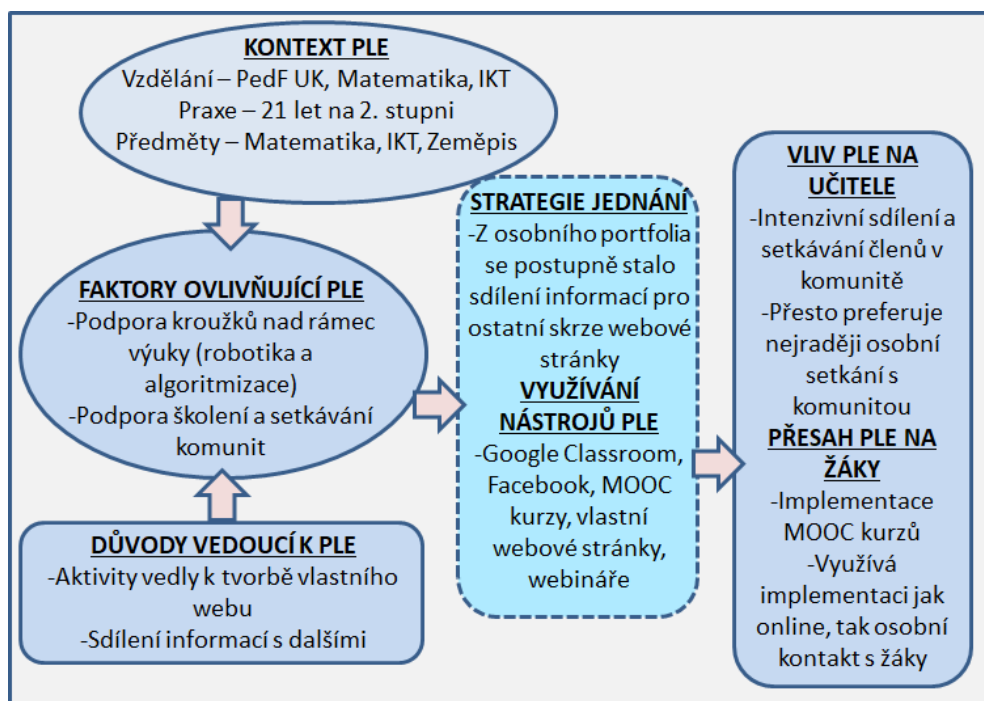 KONTEXT PLE
Vzdělání – PedF UK, Matematika, IKT
Praxe – 21 let na 2. stupni
Předměty – Matematika, IKT, Zeměpis
FAKTORY OVLIVŇUJÍCÍ PLE
-Podpora kroužků nad rámec
výuky (robotika a
algoritmizace)
-Podpora školení a setkávání
komunit
DŮVODY VEDOUCÍ K PLE
-Aktivity vedly k tvorbě vlastního
webu
-Sdílení informací s dalšími
STRATEGIE JEDNÁNÍ
-Z osobního portfolia
se postupně stalo
sdílení informací pro
ostatní skrze webové
stránky
VYUŽÍVÁNÍ
NÁSTROJŮ PLE
-Google Classroom,
Facebook, MOOC
kurzy, vlastní
webové stránky,
webináře
VLIV PLE NA
UČITELE
-Intenzivní sdílení a
setkávání členů v
komunitě
-Přesto preferuje
nejraději osobní
setkání s
komunitou
PŘESAH PLE NA
ŽÁKY
-Implementace
MOOC kurzů
-Využívá
implementaci jak
online, tak osobní
kontakt s žáky